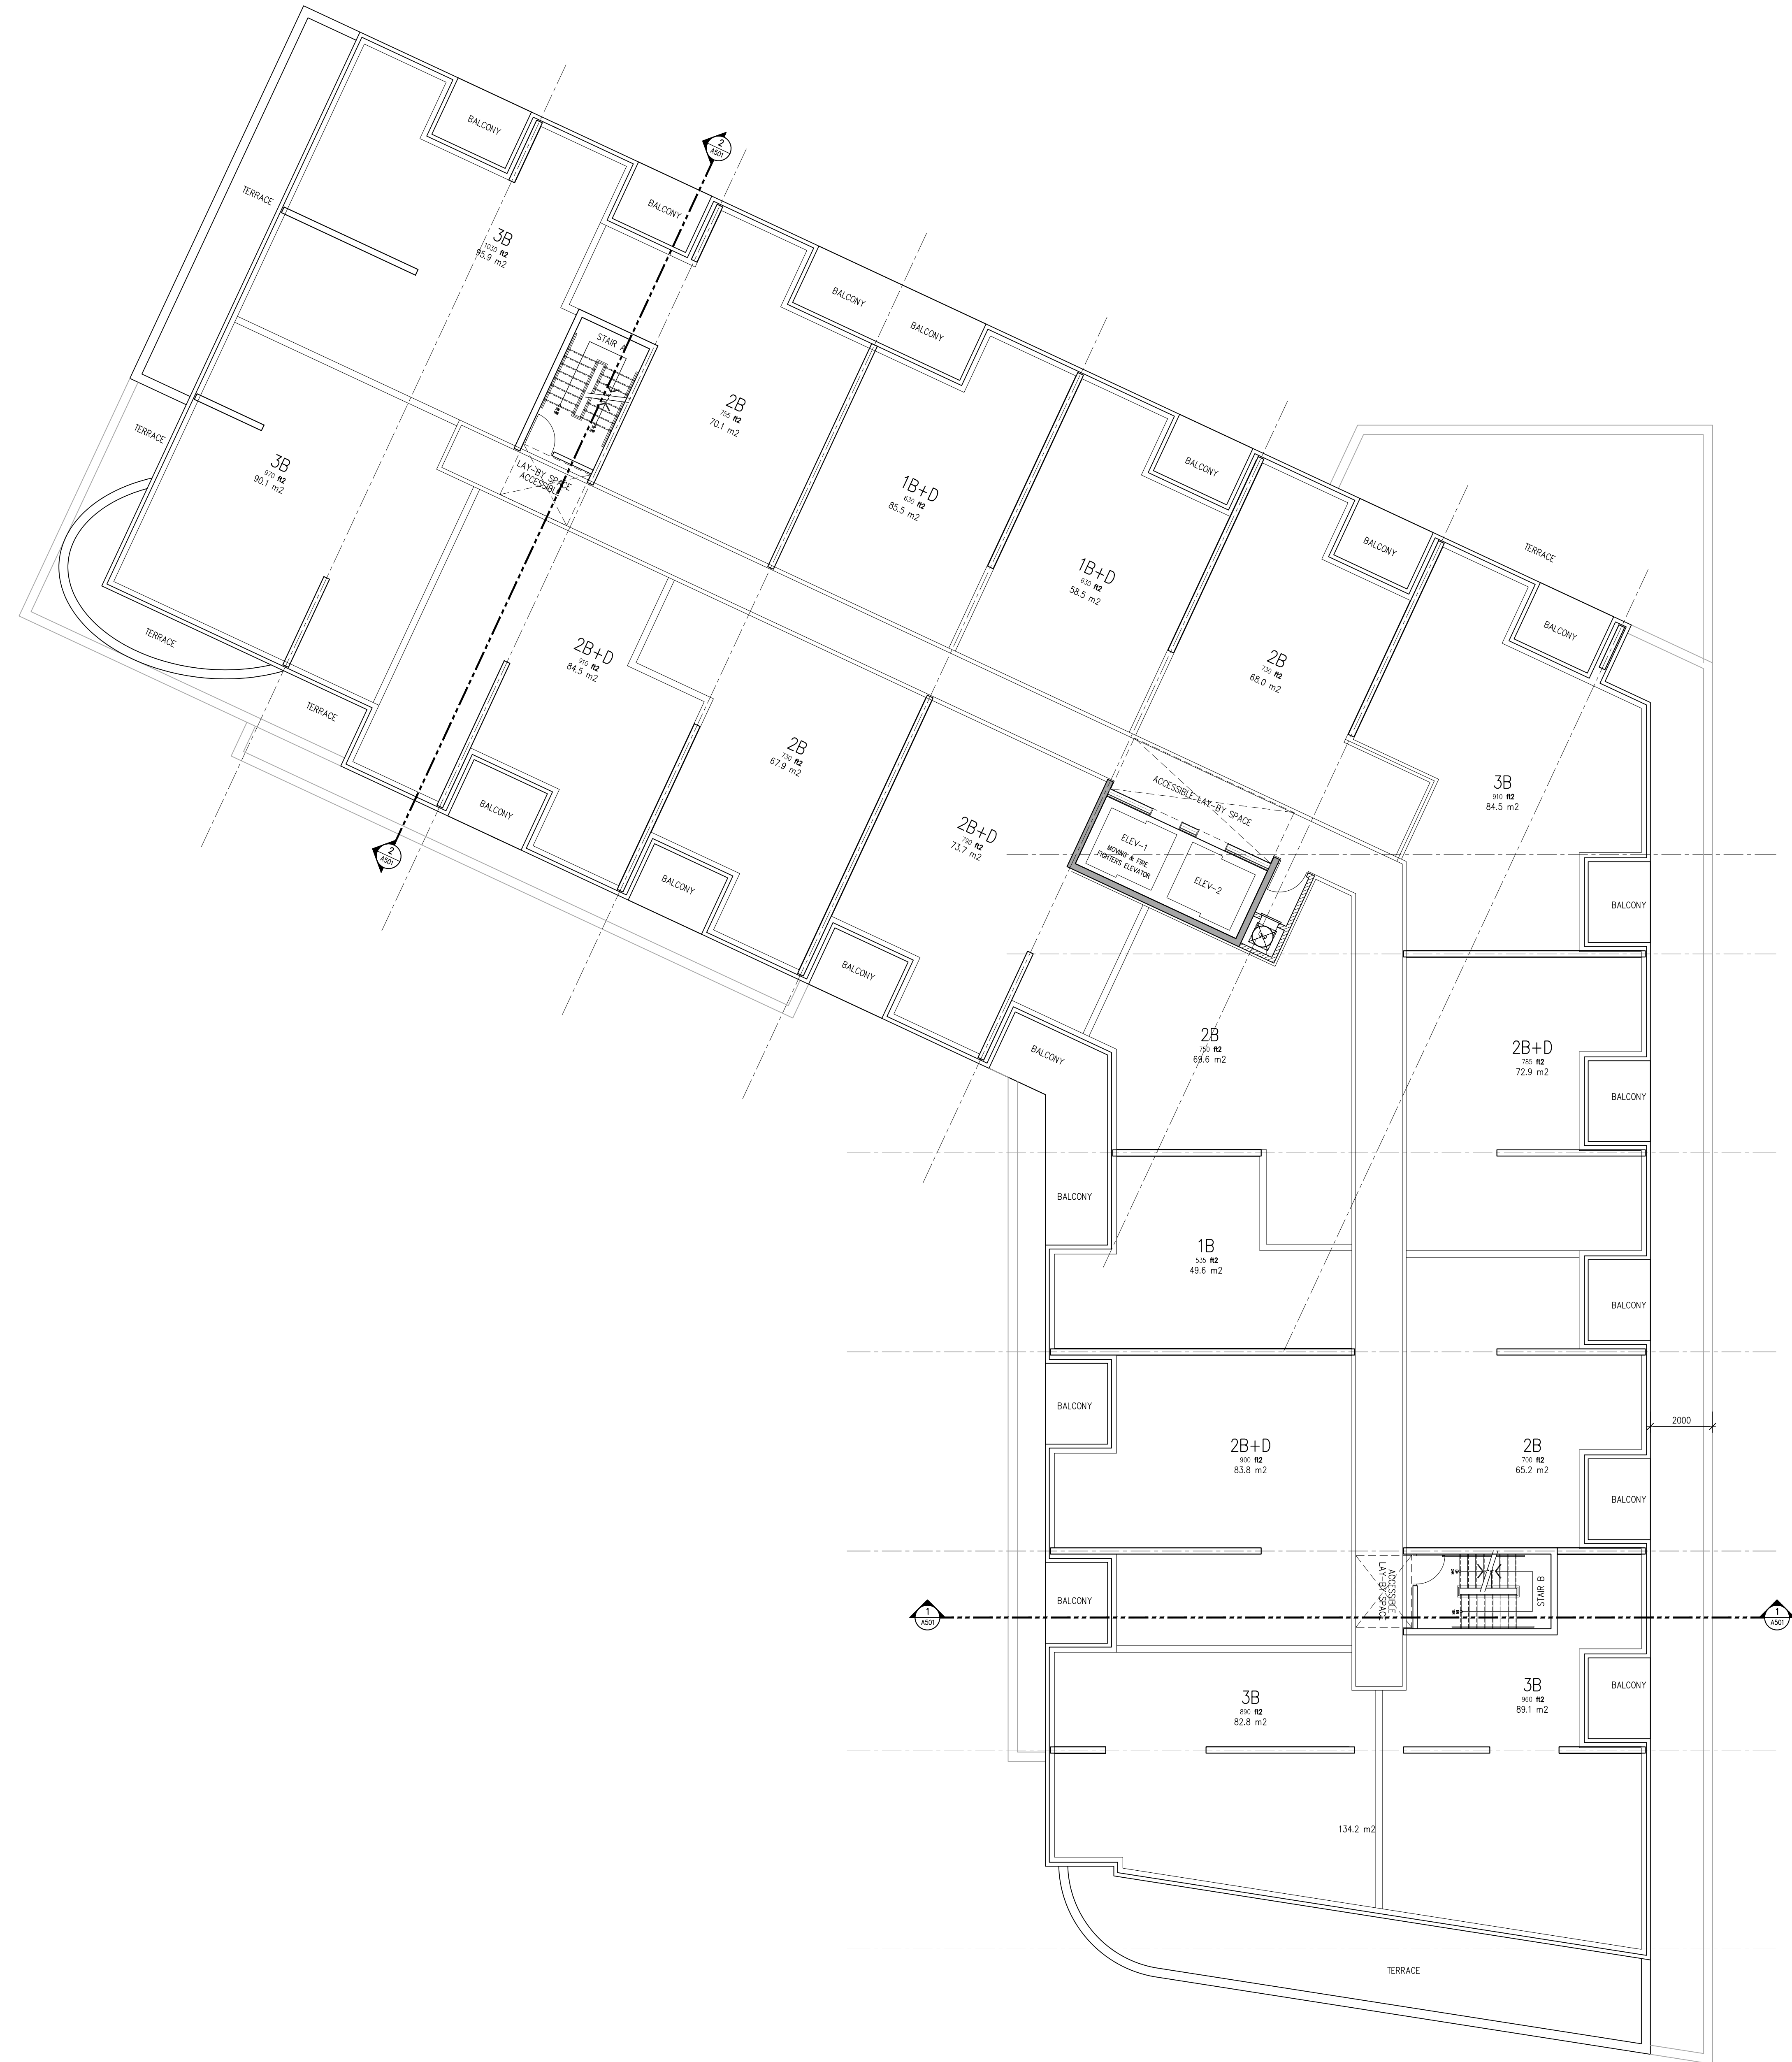 BALCONY
2
A501
TERRACE
BALCONY
3B
1030 ft2
95.9 m2
BALCONY
BALCONY
STAIR A
2B
755 ft2
70.1 m2
TERRACE
3B
970 ft2
90.1 m2
LAY-BY SPACE
ACCESSIBLE
1B+D
630 ft2
85.5 m2
BALCONY
1B+D
630 ft2
58.5 m2
BALCONY
TERRACE
TERRACE
TERRACE
2B+D
910 ft2
84.5 m2
2B
730 ft2
68.0 m2
BALCONY
2B
730 ft2
67.9 m2
3B
910 ft2
84.5 m2
ACCESSIBLE LAY-BY SPACE
BALCONY
2
A501
2B+D
790 ft2
73.7 m2
ELEV-1
MOVING & FIRE
FIGHTERS ELEVATOR
ELEV-2
BALCONY
BALCONY
BALCONY
BALCONY
2B
750 ft2
69.6 m2
2B+D
785 ft2
72.9 m2
BALCONY
BALCONY
1B
535 ft2
49.6 m2
BALCONY
BALCONY
2000
2B+D
900 ft2
83.8 m2
2B
700 ft2
65.2 m2
BALCONY
BALCONY
ACCESSIBLE
LAY-BY SPACE
STAIR B
1
A501
1
A501
3B
890 ft2
82.8 m2
3B
960 ft2
89.1 m2
BALCONY
134.2 m2
TERRACE